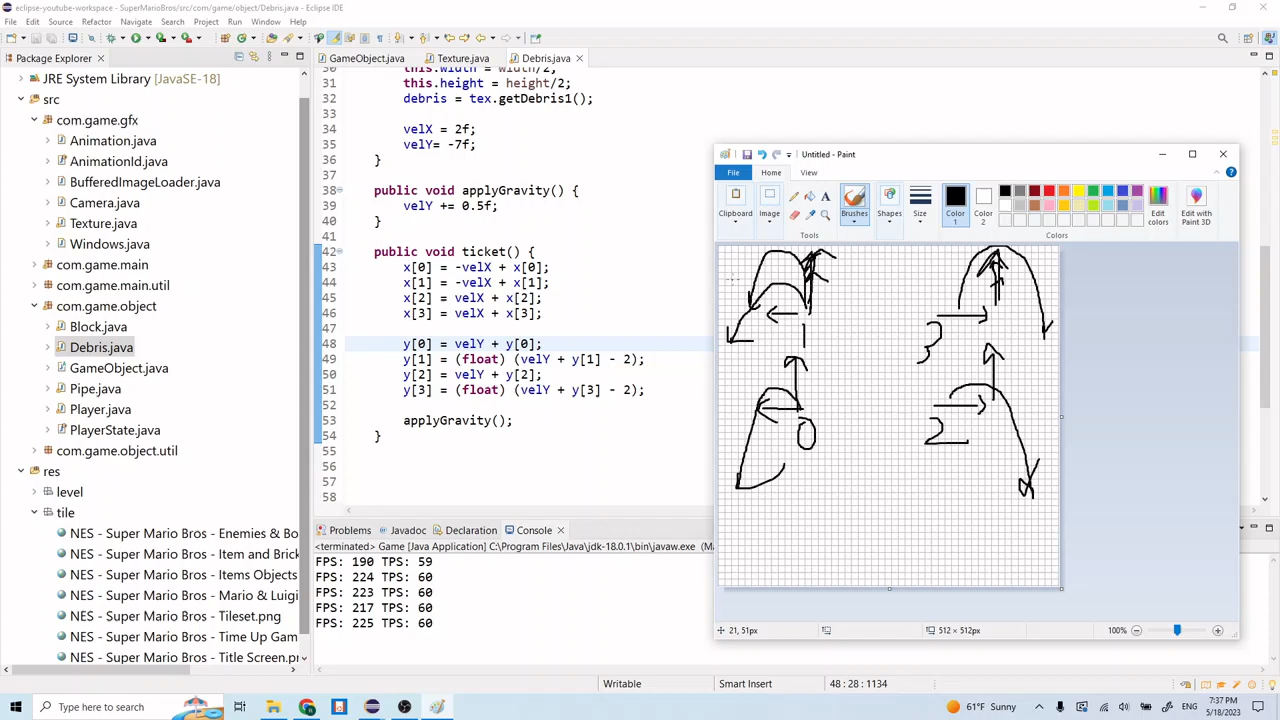 eclipse-youtube-workspace - SuperMarioBros/src/com/game/object/Debris.java - Eclipse IDE
File Edit Source Refactor Navigate Search Project Run Window Help
Package Explorer
JRE System Library [JavaSE-18]
src
com.game.gfx
Animation.java
AnimationId.java
BufferedImageLoader.java
Camera.java
Texture.java
Windows.java
com.game.main
com.game.main.util
com.game.object
Block.java
Debris.java
GameObject.java
Pipe.java
Player.java
PlayerState.java
com.game.object.util
res
level
tile
NES - Super Mario Bros - Enemies & Bo
NES - Super Mario Bros - Item and Brick
NES - Super Mario Bros - Items Objects
NES - Super Mario Bros - Mario & Luigi
NES - Super Mario Bros - Tileset.png
NES - Super Mario Bros - Time Up Gam
NES - Super Mario Bros - Title Screen.pr
GameObject.java Texture.java Debris.java
30 this.width = width/2;
31 this.height = height/2;
32 debris = tex.getDebris1();
33
34 velX = 2f;
35 velY= -7f;
36 }
37
38 public void applyGravity() {
39 velY += 0.5f;
40 }
41
42 public void ticket() {
43 x[0] = -velX + x[0];
44 x[1] = -velX + x[1];
45 x[2] = velX + x[2];
46 x[3] = velX + x[3];
47
48 y[0] = velY + y[0];
49 y[1] = (float) (velY + y[1] - 2);
50 y[2] = velY + y[2];
51 y[3] = (float) (velY + y[3] - 2);
52
53 applyGravity();
54 }
55
56
57
58
Problems Javadoc Declaration Console
<terminated> Game [Java Application] C:\Program Files\Java\jdk-18.0.1\bin\javaw.exe (M
FPS: 190 TPS: 59
FPS: 224 TPS: 60
FPS: 223 TPS: 60
FPS: 217 TPS: 60
FPS: 225 TPS: 60
Untitled - Paint
File Home View
Clipboard Image Tools Brushes Shapes Size Color 1 Color 2 Edit colors Edit with Paint 3D
Colors
1 3
0 2
21, 51px 512 × 512px 100%
Writable Smart Insert 48 : 28 : 1134
Type here to search 61°F Sunny ENG 7:37 PM
5/18/2023